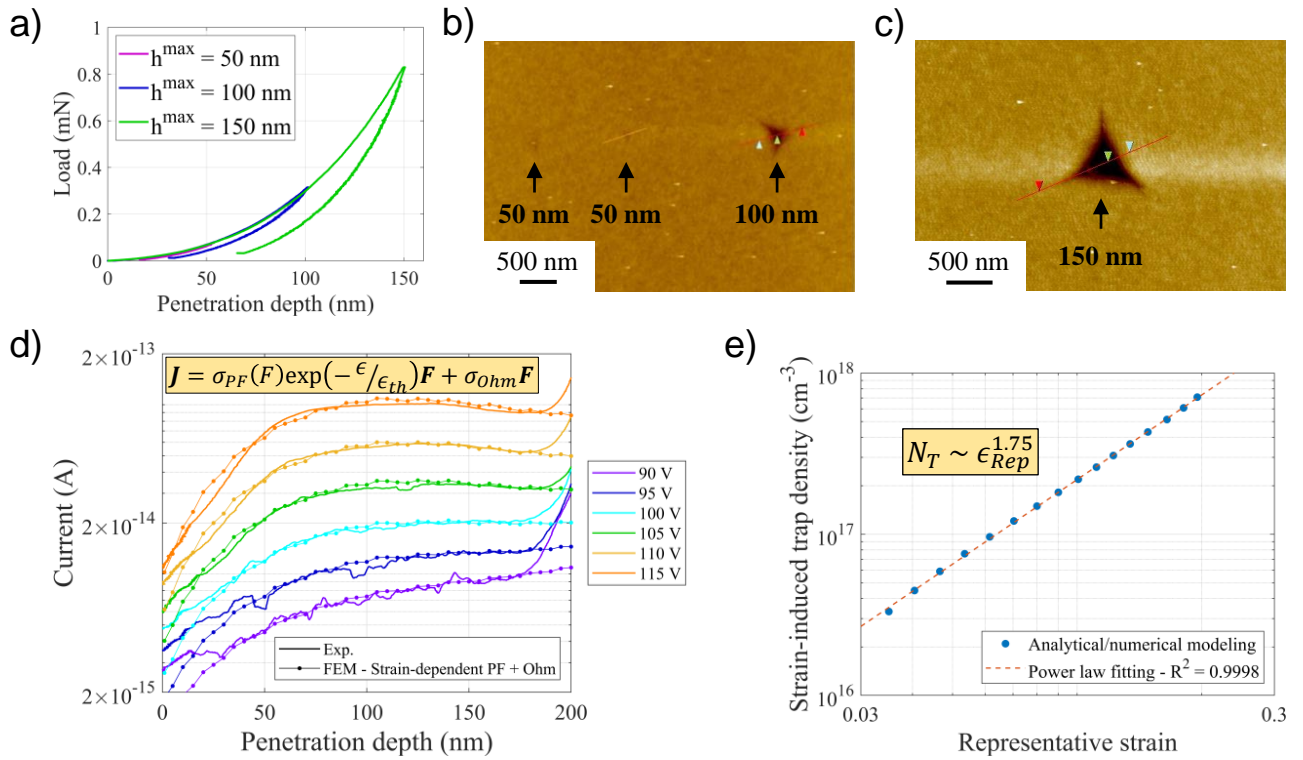 a)
Load (mN)
1
0.8
0.6
0.4
0.2
0
h^max = 50 nm
h^max = 100 nm
h^max = 150 nm
0 50 100 150
Penetration depth (nm)
b)
50 nm 50 nm 100 nm
500 nm
c)
150 nm
500 nm
d)
Current (A)
2×10^-13
2×10^-14
2×10^-15
J = σ_PF(F)exp(−ϵ/ϵ_th)F + σ_Ohm F
Exp.
FEM - Strain-dependent PF + Ohm
0 50 100 150 200
Penetration depth (nm)
90 V
95 V
100 V
105 V
110 V
115 V
e)
Strain-induced trap density (cm^-3)
10^18
10^17
10^16
N_T ~ ϵ_Rep^1.75
Analytical/numerical modeling
Power law fitting - R^2 = 0.9998
0.03 0.3
Representative strain